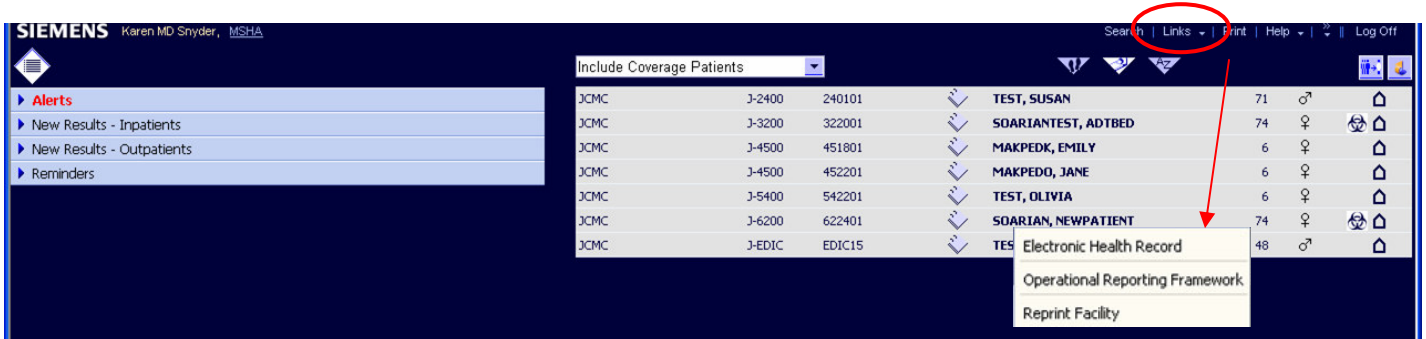 SIEMENS Karen MD Snyder, MSHA Search | Links | Print | Help | || Log Off
Include Coverage Patients AZ
Alerts
New Results - Inpatients
New Results - Outpatients
Reminders
JCMC J-2400 240101 TEST, SUSAN 71
JCMC J-3200 322001 SOARIANTEST, ADTBED 74
JCMC J-4500 451801 MAKPEDK, EMILY 6
JCMC J-4500 452201 MAKPEDO, JANE 6
JCMC J-5400 542201 TEST, OLIVIA 6
JCMC J-6200 622401 SOARIAN, NEWPATIENT 74
JCMC J-EDIC EDIC15 TES 48
Electronic Health Record
Operational Reporting Framework
Reprint Facility